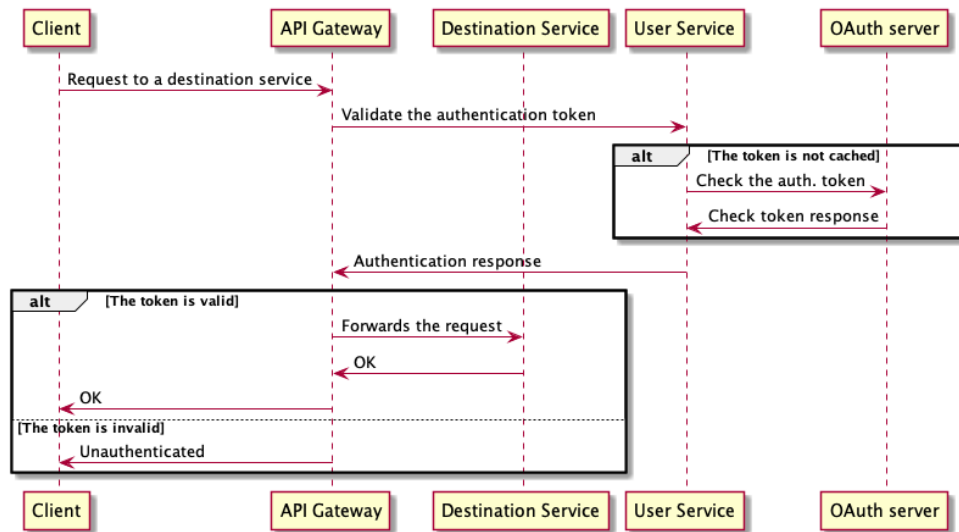 Client
API Gateway
Destination Service
User Service
OAuth server
Request to a destination service
Validate the authentication token
alt
[The token is not cached]
Check the auth. token
Check token response
Authentication response
alt
[The token is valid]
Forwards the request
OK
OK
[The token is invalid]
Unauthenticated
Client
API Gateway
Destination Service
User Service
OAuth server